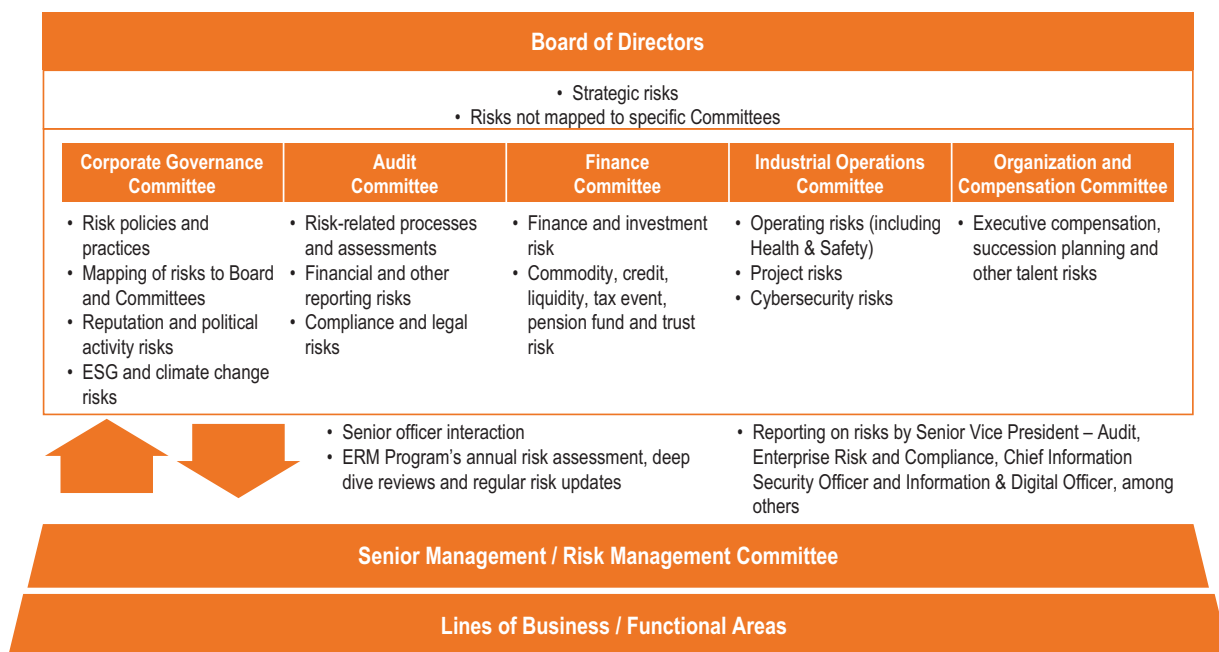 Board of Directors
• Strategic risks
• Risks not mapped to specific Committees
Corporate Governance
Committee
• Risk policies and
practices
• Mapping of risks to Board
and Committees
• Reputation and political
activity risks
• ESG and climate change
risks
Audit
Committee
• Risk-related processes
and assessments
• Financial and other
reporting risks
• Compliance and legal
risks
Finance
Committee
• Finance and investment
risk
• Commodity, credit,
liquidity, tax event,
pension fund and trust
risk
Industrial Operations
Committee
• Operating risks (including
Health & Safety)
• Project risks
• Cybersecurity risks
Organization and
Compensation Committee
• Executive compensation,
succession planning and
other talent risks
• Senior officer interaction
• ERM Program's annual risk assessment, deep
dive reviews and regular risk updates
• Reporting on risks by Senior Vice President – Audit,
Enterprise Risk and Compliance, Chief Information
Security Officer and Information & Digital Officer, among
others
Senior Management / Risk Management Committee
Lines of Business / Functional Areas